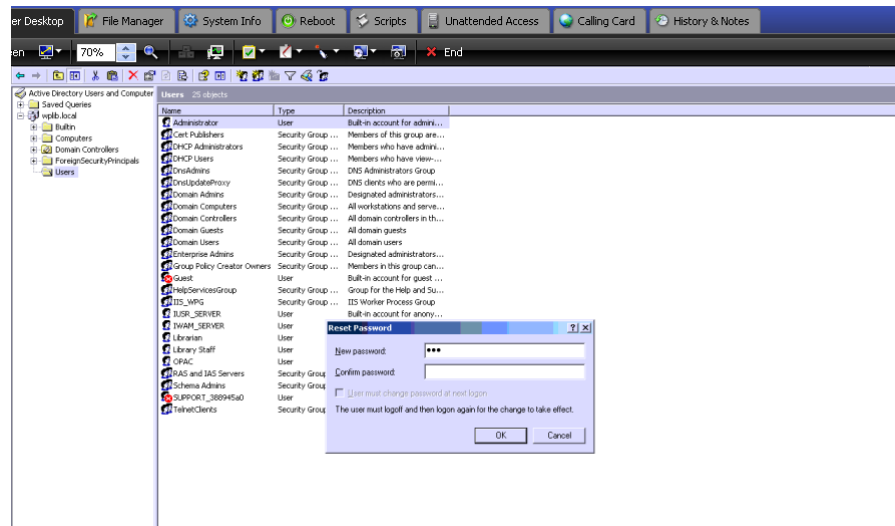 er Desktop File Manager System Info Reboot Scripts Unattended Access Calling Card History & Notes
en 70% End
Active Directory Users and Computer
Saved Queries
wplib.local
Builtin
Computers
Domain Controllers
ForeignSecurityPrincipals
Users
Users 25 objects
Name Type Description
Administrator User Built-in account for admini...
Cert Publishers Security Group ... Members of this group are...
DHCP Administrators Security Group ... Members who have admini...
DHCP Users Security Group ... Members who have view-...
DnsAdmins Security Group ... DNS Administrators Group
DnsUpdateProxy Security Group ... DNS clients who are permi...
Domain Admins Security Group ... Designated administrators...
Domain Computers Security Group ... All workstations and serve...
Domain Controllers Security Group ... All domain controllers in th...
Domain Guests Security Group ... All domain guests
Domain Users Security Group ... All domain users
Enterprise Admins Security Group ... Designated administrators...
Group Policy Creator Owners Security Group ... Members in this group can...
Guest User Built-in account for guest ...
HelpServicesGroup Security Group ... Group for the Help and Su...
IIS_WPG Security Group ... IIS Worker Process Group
IUSR_SERVER User Built-in account for anony...
IWAM_SERVER User
Librarian User
Library Staff User
OPAC User
RAS and IAS Servers Security Group
Schema Admins Security Group
SUPPORT_388945a0 User
TelnetClients Security Group
Reset Password
New password:
Confirm password:
User must change password at next logon
The user must logoff and then logon again for the change to take effect.
OK Cancel